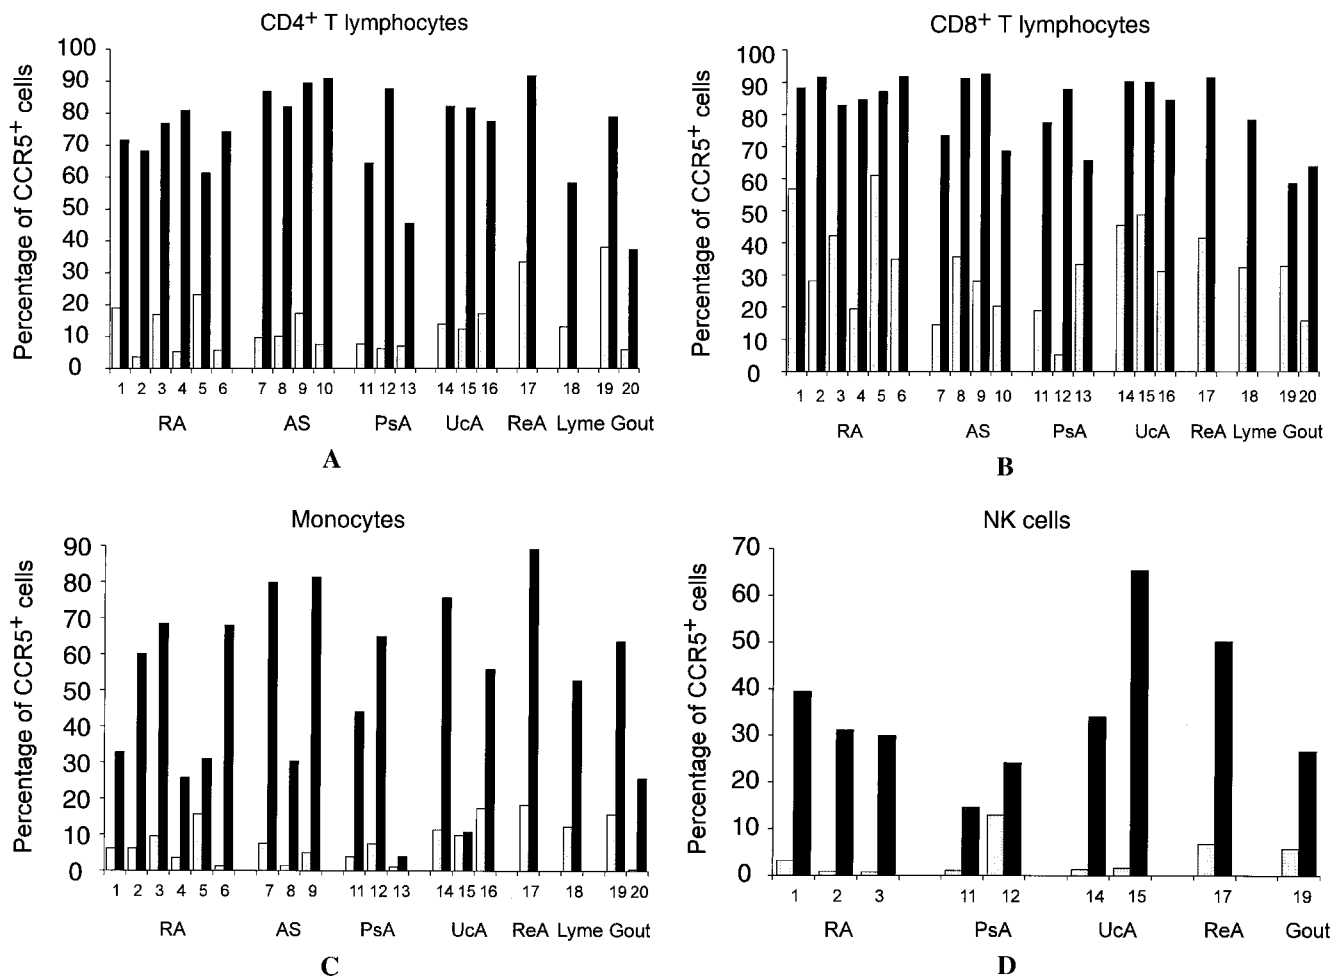 CD4+ T lymphocytes
Percentage of CCR5+ cells
100
90
80
70
60
50
40
30
20
10
0
1 2 3 4 5 6 7 8 9 10 11 12 13 14 15 16 17 18 19 20
RA AS PsA UcA ReA Lyme Gout
A
CD8+ T lymphocytes
Percentage of CCR5+ cells
100
90
80
70
60
50
40
30
20
10
0
1 2 3 4 5 6 7 8 9 10 11 12 13 14 15 16 17 18 19 20
RA AS PsA UcA ReA Lyme Gout
B
Monocytes
Percentage of CCR5+ cells
90
80
70
60
50
40
30
20
10
0
1 2 3 4 5 6 7 8 9 11 12 13 14 15 16 17 18 19 20
RA AS PsA UcA ReA Lyme Gout
C
NK cells
Percentage of CCR5+ cells
70
60
50
40
30
20
10
0
1 2 3 11 12 14 15 17 19
RA PsA UcA ReA Gout
D